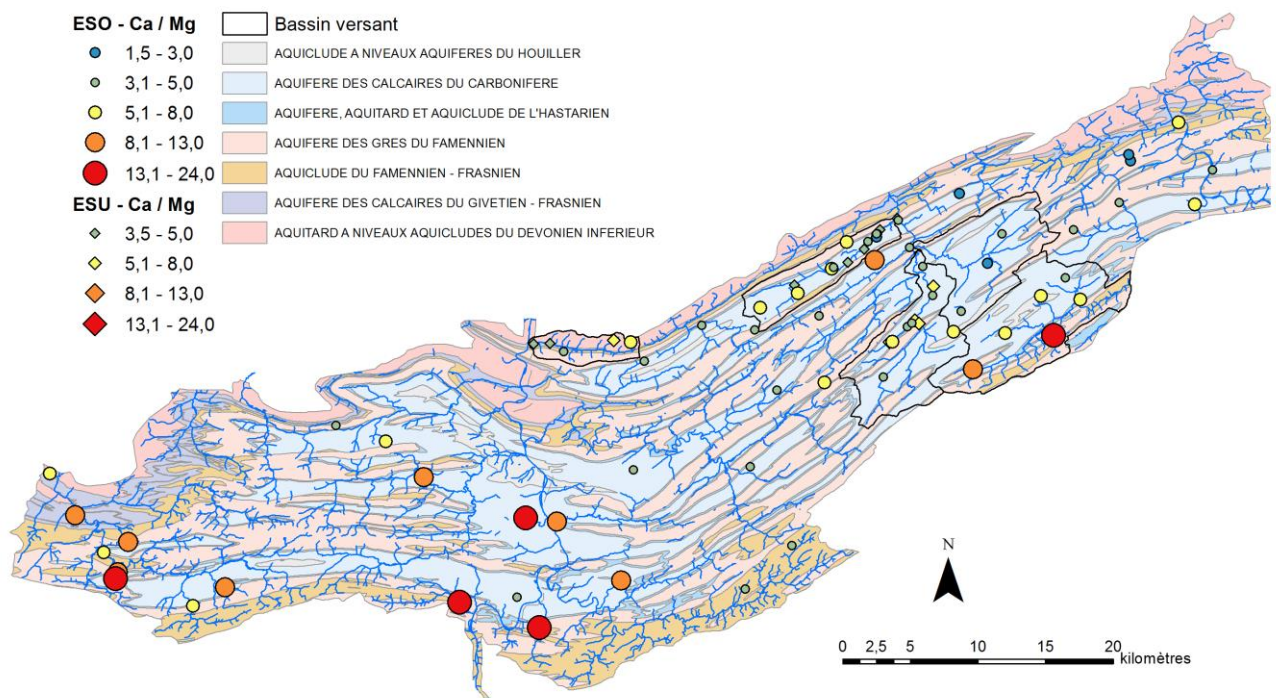 ESO - Ca / Mg
1,5 - 3,0
3,1 - 5,0
5,1 - 8,0
8,1 - 13,0
13,1 - 24,0
ESU - Ca / Mg
3,5 - 5,0
5,1 - 8,0
8,1 - 13,0
13,1 - 24,0
Bassin versant
AQUICLUDE A NIVEAUX AQUIFERES DU HOUILLER
AQUIFERE DES CALCAIRES DU CARBONIFERE
AQUIFERE, AQUITARD ET AQUICLUDE DE L'HASTARIEN
AQUIFERE DES GRES DU FAMENNIEN
AQUICLUDE DU FAMENNIEN - FRASNIEN
AQUIFERE DES CALCAIRES DU GIVETIEN - FRASNIEN
AQUITARD A NIVEAUX AQUICLUDES DU DEVONIEN INFERIEUR
N
0 2,5 5 10 15 20
kilomètres